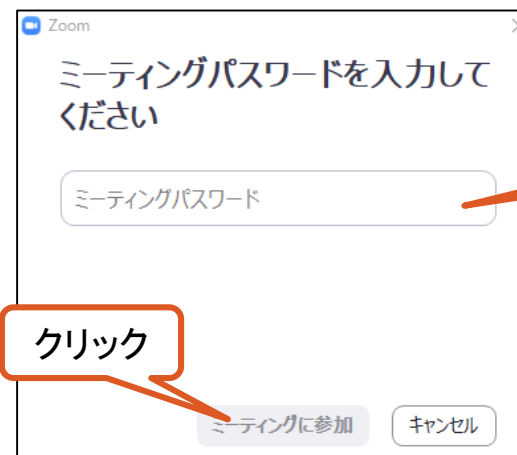 Zoom
ミーティングパスワードを入力して
ください
ミーティングパスワード
クリック
ミーティングに参加
キャンセル